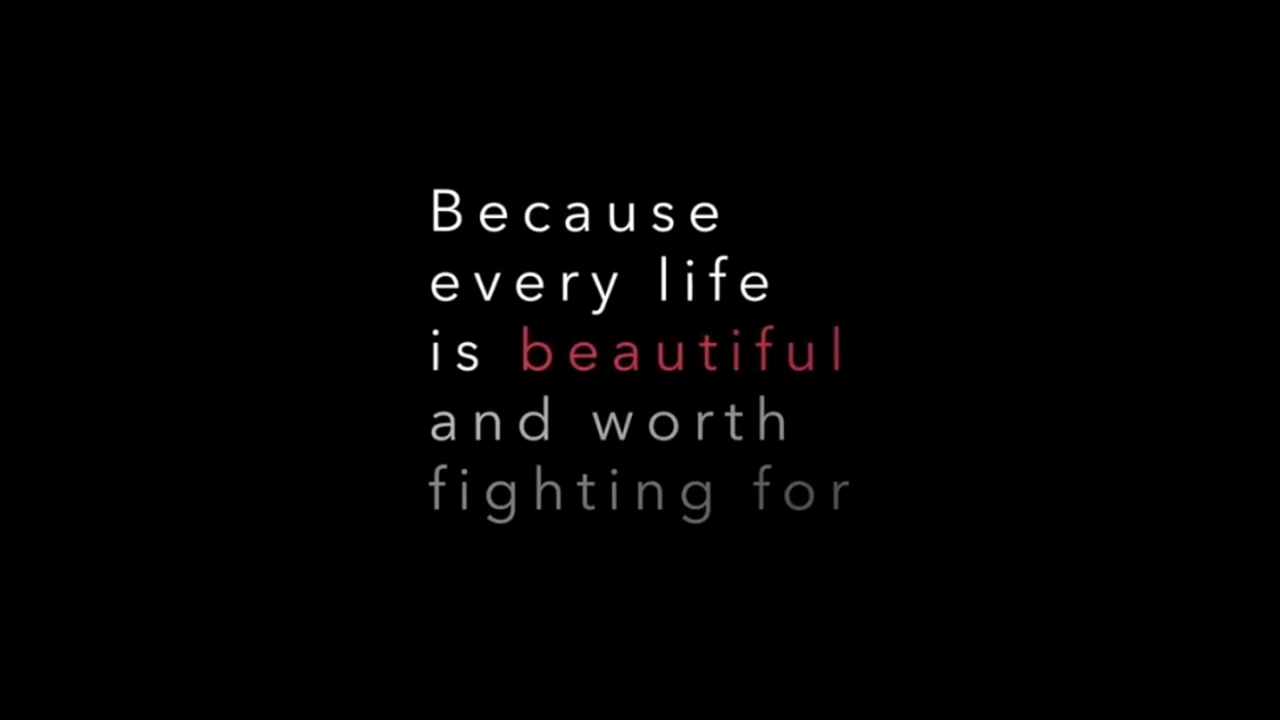 Because
every life
is beautiful
and worth
fighting for